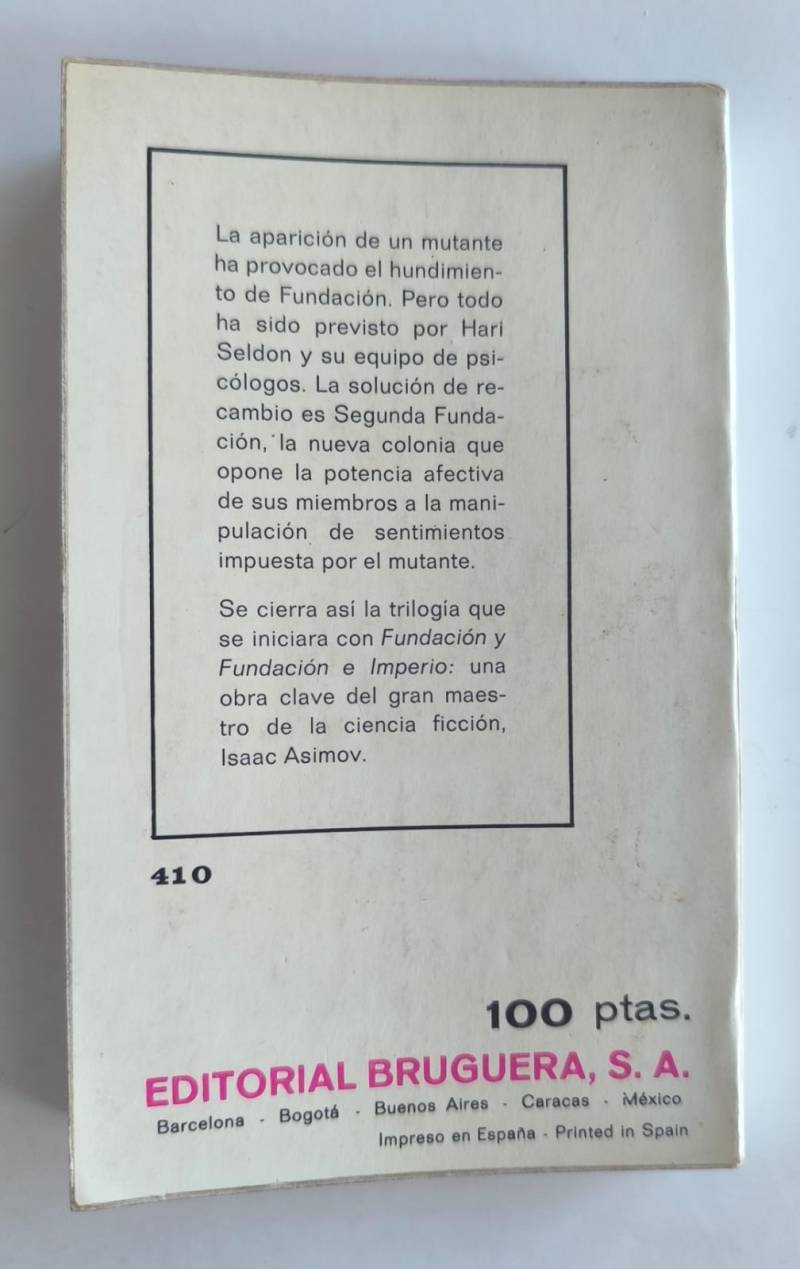 La aparición de un mutante
ha provocado el hundimien-
to de Fundación. Pero todo
ha sido previsto por Hari
Seldon y su equipo de psi-
cólogos. La solución de re-
cambio es Segunda Funda-
ción, la nueva colonia que
opone la potencia afectiva
de sus miembros a la mani-
pulación de sentimientos
impuesta por el mutante.
Se cierra así la trilogía que
se iniciara con Fundación y
Fundación e Imperio: una
obra clave del gran maes-
tro de la ciencia ficción,
Isaac Asimov.
410
100 ptas.
EDITORIAL BRUGUERA, S. A.
Barcelona - Bogotá - Buenos Aires - Caracas - México
Impreso en España - Printed in Spain